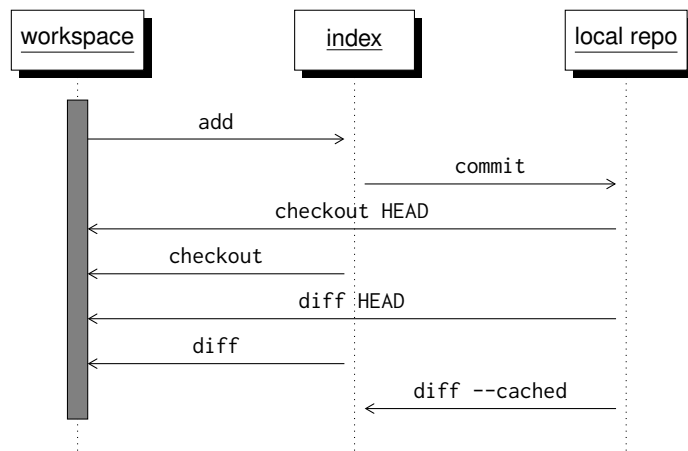 workspace
index
local repo
add
commit
checkout HEAD
checkout
diff HEAD
diff
diff --cached